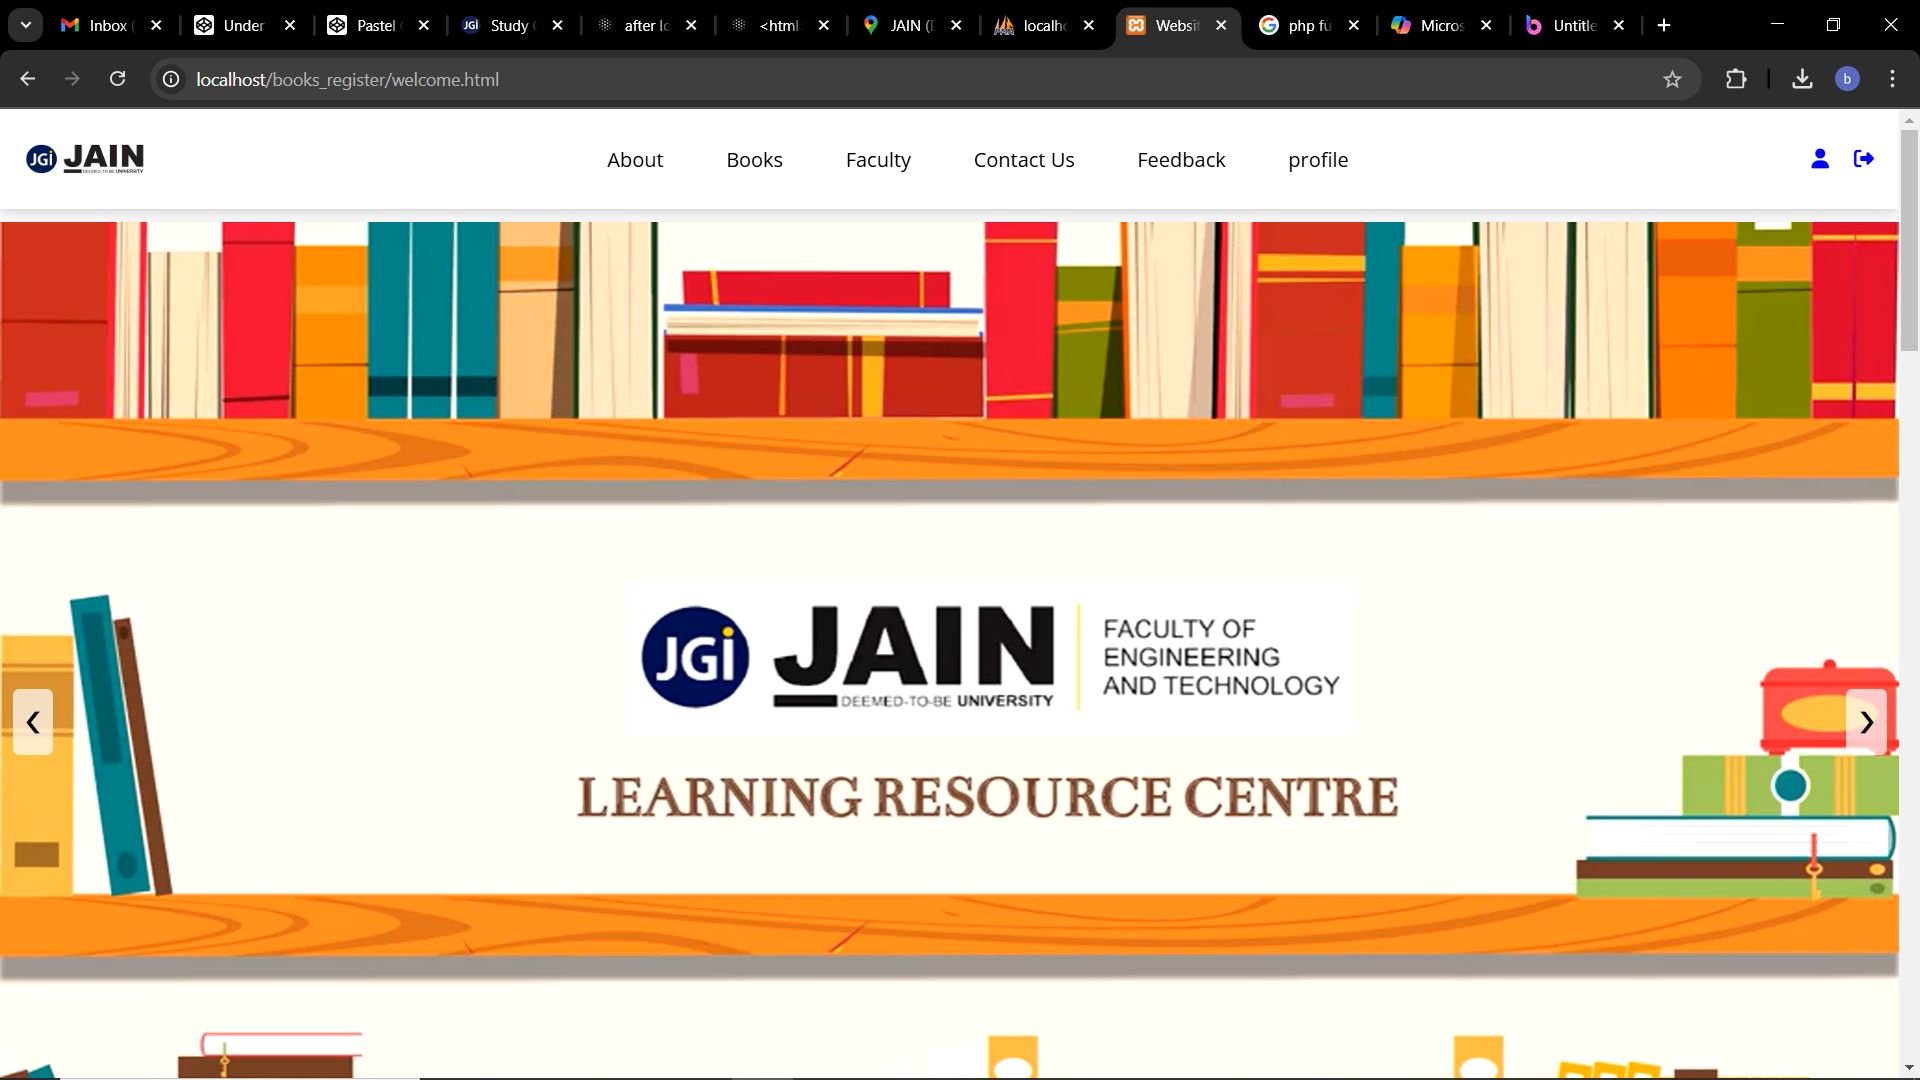 Inbox (
Under
Pastel
Study
after lo
<html
JAIN (D
localho
Websit
php fu
Micros
Untitle
localhost/books_register/welcome.html
JGi JAIN
DEEMED-TO-BE UNIVERSITY
About
Books
Faculty
Contact Us
Feedback
profile
b
JGi JAIN
DEEMED-TO-BE UNIVERSITY
FACULTY OF
ENGINEERING
AND TECHNOLOGY
LEARNING RESOURCE CENTRE